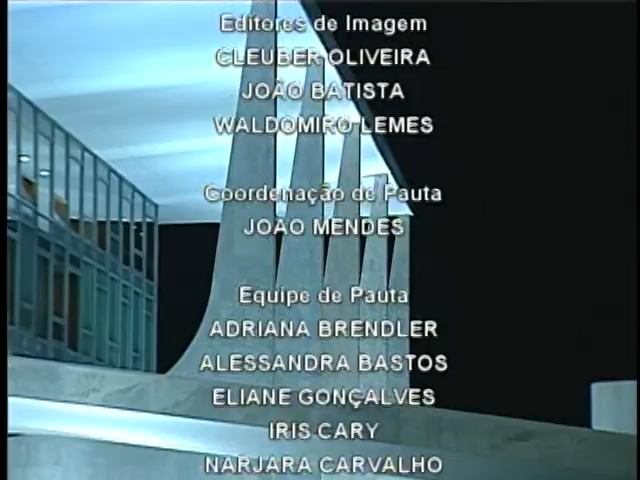 Editores de Imagem
CLEUBER OLIVEIRA
JOÃO BATISTA
WALDOMIRO LEMES
Coordenação de Pauta
JOÃO MENDES
Equipe de Pauta
ADRIANA BRENDLER
ALESSANDRA BASTOS
ELIANE GONÇALVES
IRIS CARY
NARJARA CARVALHO